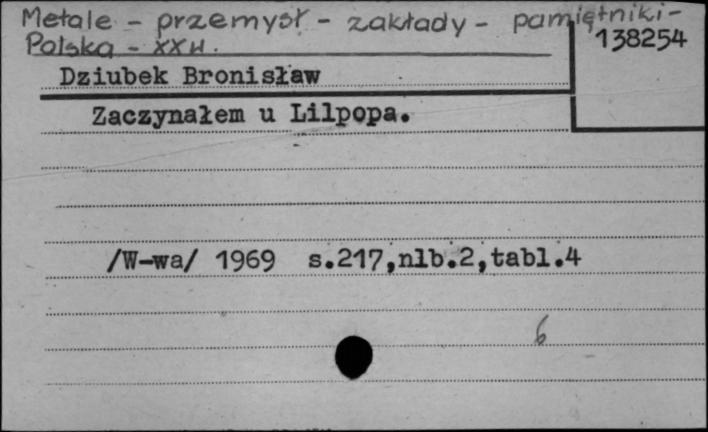 Metale - przemysł - zakłady - pamiętniki -
Polska - XX w.
138254
Dziubek Bronisław
Zaczynałem u Lilpopa.
/W-wa/ 1969 s.217,nlb.2,tabl.4
6